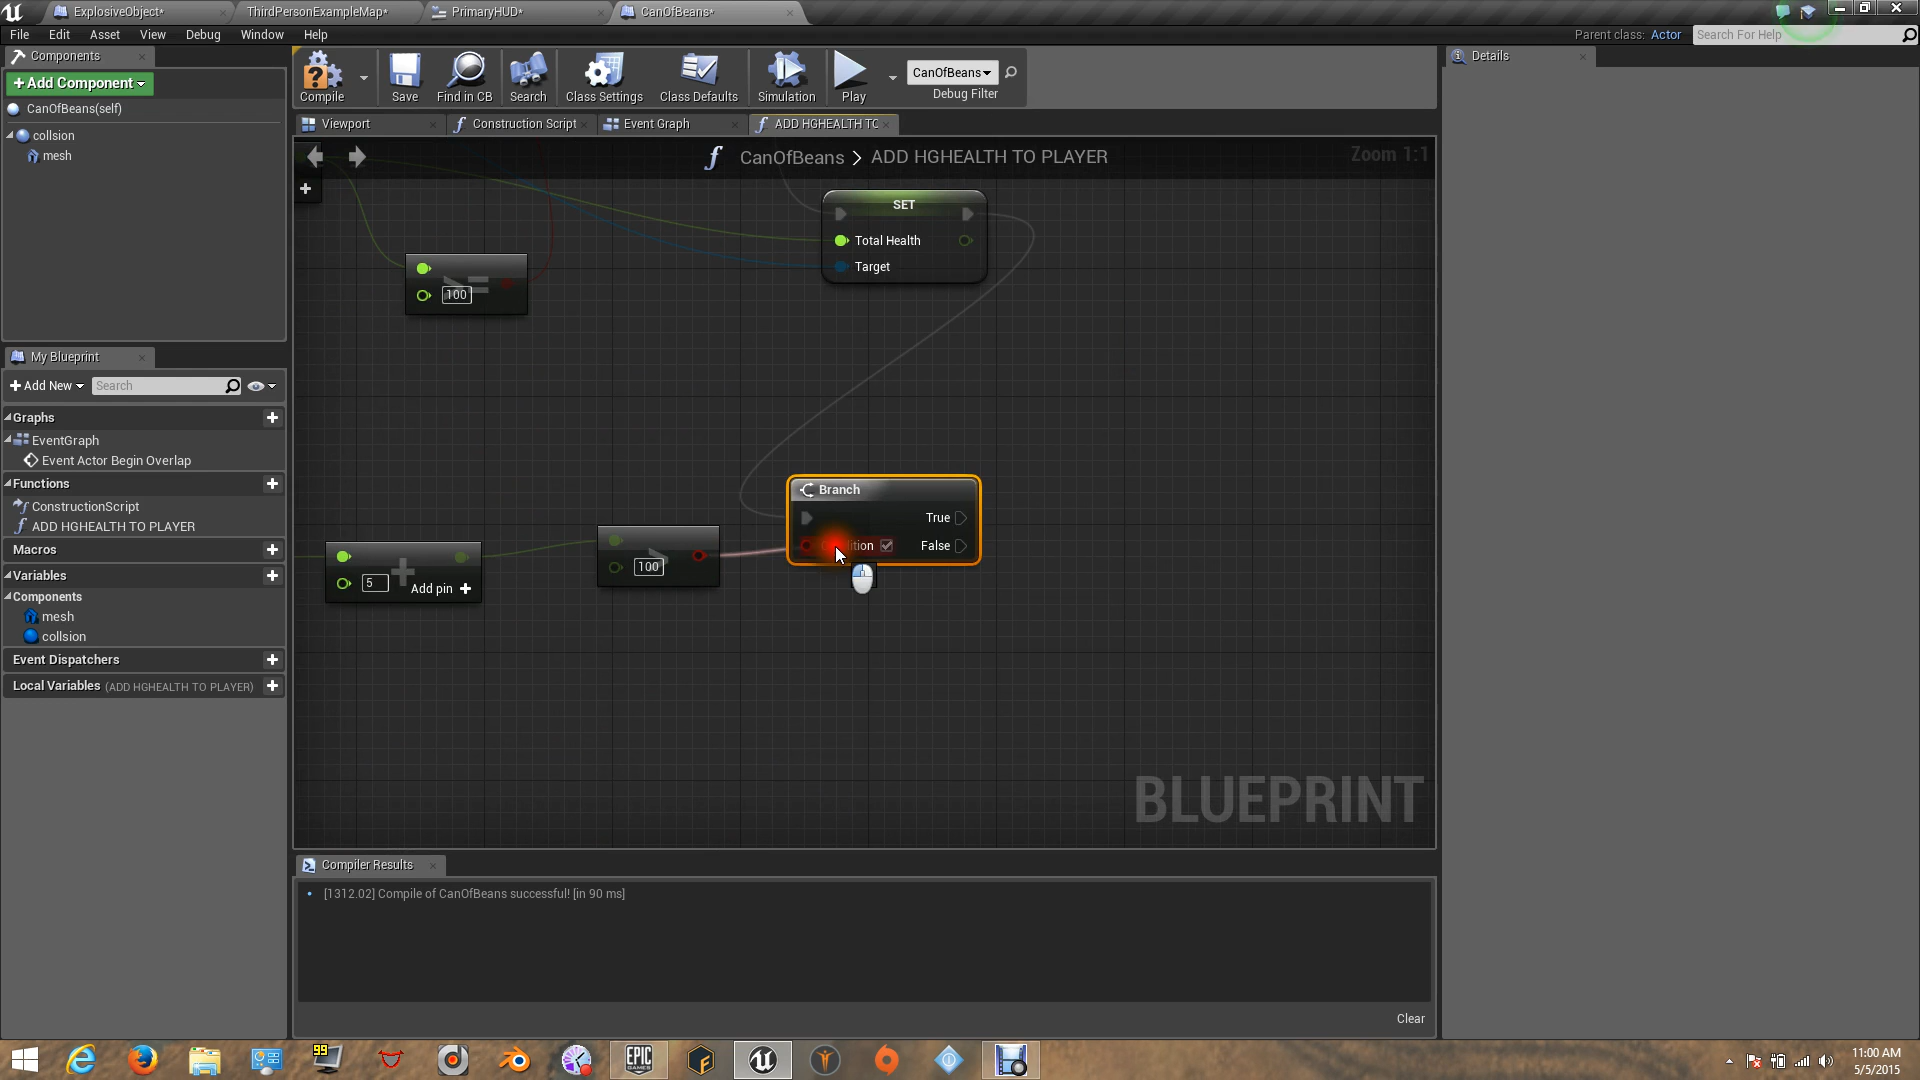 ExplosiveObject*
ThirdPersonExampleMap*
PrimaryHUD*
CanOfBeans*
File Edit Asset View Debug Window Help
Parent class: Actor
Search For Help
Components
Details
+Add Component
CanOfBeans(self)
collsion
mesh
Compile
Save
Find in CB
Search
Class Settings
Class Defaults
Simulation
Play
CanOfBeans
Debug Filter
Viewport
Construction Script
Event Graph
ADD HGHEALTH TO
CanOfBeans > ADD HGHEALTH TO PLAYER
Zoom 1:1
SET
Total Health
Target
>=
100
Branch
True
False
>
100
+
5
Add pin +
BLUEPRINT
My Blueprint
+Add New
Search
Graphs
EventGraph
Event Actor Begin Overlap
Functions
ConstructionScript
ADD HGHEALTH TO PLAYER
Macros
Variables
Components
mesh
collsion
Event Dispatchers
Local Variables (ADD HGHEALTH TO PLAYER)
Compiler Results
[1312.02] Compile of CanOfBeans successful! [in 90 ms]
Clear
99
EPIC
GAMES
11:00 AM
5/5/2015